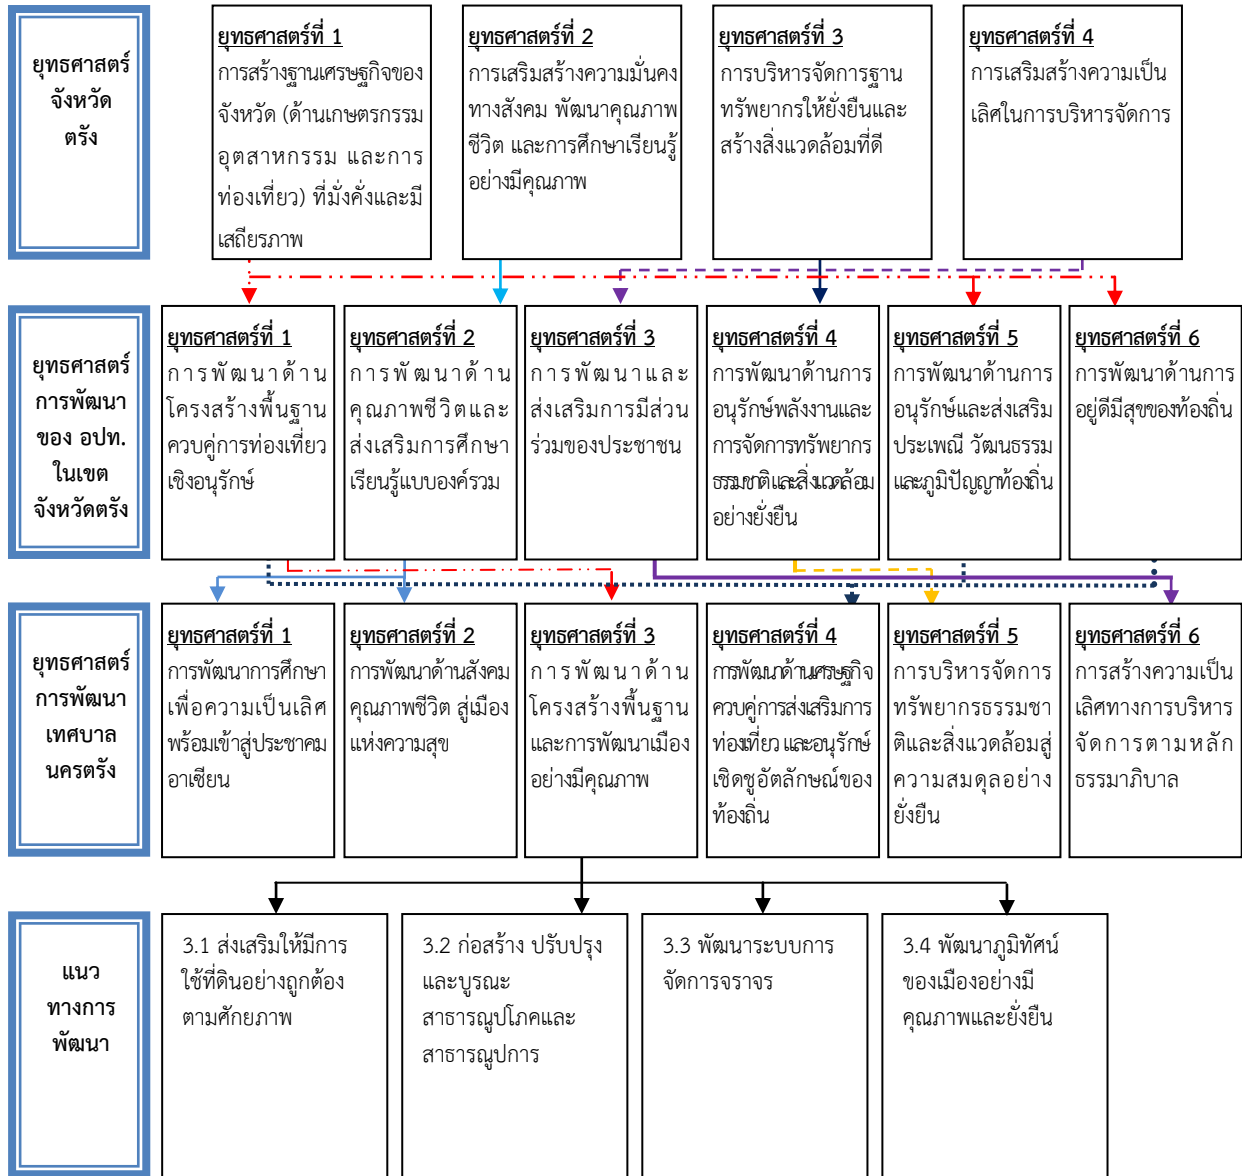 ยุทธศาสตร์
จังหวัด
ตรัง
ยุทธศาสตร์ที่ 1
การสร้างฐานเศรษฐกิจของ
จังหวัด (ด้านเกษตรกรรม
อุตสาหกรรม และการ
ท่องเที่ยว) ที่มั่งคั่งและมี
เสถียรภาพ
ยุทธศาสตร์ที่ 2
การเสริมสร้างความมั่นคง
ทางสังคม พัฒนาคุณภาพ
ชีวิต และการศึกษาเรียนรู้
อย่างมีคุณภาพ
ยุทธศาสตร์ที่ 3
การบริหารจัดการฐาน
ทรัพยากรให้ยั่งยืนและ
สร้างสิ่งแวดล้อมที่ดี
ยุทธศาสตร์ที่ 4
การเสริมสร้างความเป็น
เลิศในการบริหารจัดการ
ยุทธศาสตร์
การพัฒนา
ของ อปท.
ในเขต
จังหวัดตรัง
ยุทธศาสตร์ที่ 1
การพัฒนาด้าน
โครงสร้างพื้นฐาน
ควบคู่การท่องเที่ยว
เชิงอนุรักษ์
ยุทธศาสตร์ที่ 2
การพัฒนาด้าน
คุณภาพชีวิตและ
ส่งเสริมการศึกษา
เรียนรู้แบบองค์รวม
ยุทธศาสตร์ที่ 3
การพัฒนาและ
ส่งเสริมการมีส่วน
ร่วมของประชาชน
ยุทธศาสตร์ที่ 4
การพัฒนาด้านการ
อนุรักษ์พลังงานและ
การจัดการทรัพยากร
ธรรมชาติและสิ่งแวดล้อม
อย่างยั่งยืน
ยุทธศาสตร์ที่ 5
การพัฒนาด้านการ
อนุรักษ์และส่งเสริม
ประเพณี วัฒนธรรม
และภูมิปัญญาท้องถิ่น
ยุทธศาสตร์ที่ 6
การพัฒนาด้านการ
อยู่ดีมีสุขของท้องถิ่น
ยุทธศาสตร์
การพัฒนา
เทศบาล
นครตรัง
ยุทธศาสตร์ที่ 1
การพัฒนาการศึกษา
เพื่อความเป็นเลิศ
พร้อมเข้าสู่ประชาคม
อาเซียน
ยุทธศาสตร์ที่ 2
การพัฒนาด้านสังคม
คุณภาพชีวิต สู่เมือง
แห่งความสุข
ยุทธศาสตร์ที่ 3
การพัฒนาด้าน
โครงสร้างพื้นฐาน
และการพัฒนาเมือง
อย่างมีคุณภาพ
ยุทธศาสตร์ที่ 4
การพัฒนาด้านเศรษฐกิจ
ควบคู่การส่งเสริมการ
ท่องเที่ยว และอนุรักษ์
เชิดชูอัตลักษณ์ของ
ท้องถิ่น
ยุทธศาสตร์ที่ 5
การบริหารจัดการ
ทรัพยากรธรรมชา
ติและสิ่งแวดล้อมสู่
ความสมดุลอย่าง
ยั่งยืน
ยุทธศาสตร์ที่ 6
การสร้างความเป็น
เลิศทางการบริหาร
จัดการตามหลัก
ธรรมาภิบาล
แนว
ทางการ
พัฒนา
3.1 ส่งเสริมให้มีการ
ใช้ที่ดินอย่างถูกต้อง
ตามศักยภาพ
3.2 ก่อสร้าง ปรับปรุง
และบูรณะ
สาธารณูปโภคและ
สาธารณูปการ
3.3 พัฒนาระบบการ
จัดการจราจร
3.4 พัฒนาภูมิทัศน์
ของเมืองอย่างมี
คุณภาพและยั่งยืน